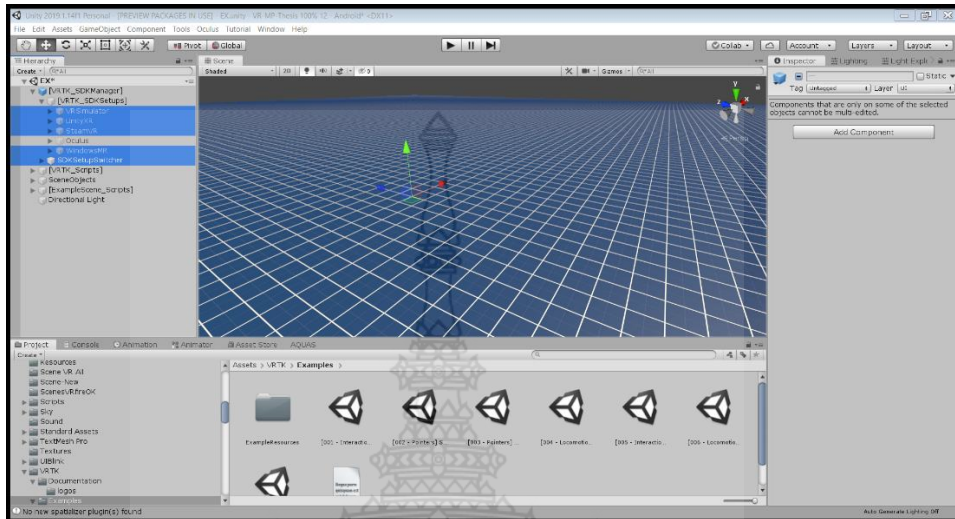 Unity 2019.1.14f1 Personal - [PREVIEW PACKAGES IN USE] - EX.unity - VR-MP-Thesis 100% 12 - Android* <DX11>
File Edit Assets GameObject Component Tools Oculus Tutorial Window Help
Pivot Global Collab Account Layers Layout
Hierarchy
Create All
EX*
[VRTK_SDKManager]
[VRTK_SDKSetups]
VRSimulator
UnityXR
SteamVR
Oculus
WindowsMR
SDKSetupSwitcher
[VRTK_Scripts]
SceneObjects
[ExampleScene_Scripts]
Directional Light
Scene
Shaded 2D Gizmos All
y
z x
Persp
Inspector Lighting Light Expl
Static
Tag Untagged Layer UI
Components that are only on some of the selected
objects cannot be multi-edited.
Add Component
Project Console Animation Animator Asset Store AQUAS
Create
Resources
Scene VR All
Scene-New
ScenesVRfireOK
Scripts
Sky
Sound
Standard Assets
TextMesh Pro
Textures
UIBlink
VRTK
Documentation
logos
Examples
Assets > VRTK > Examples >
ExampleResources [001 - Interactio... [002 - Pointers] S... [003 - Pointers] ... [004 - Locomotio... [005 - Interactio... [006 - Locomotio...
No new spatializer plugin(s) found
Auto Generate Lighting Off